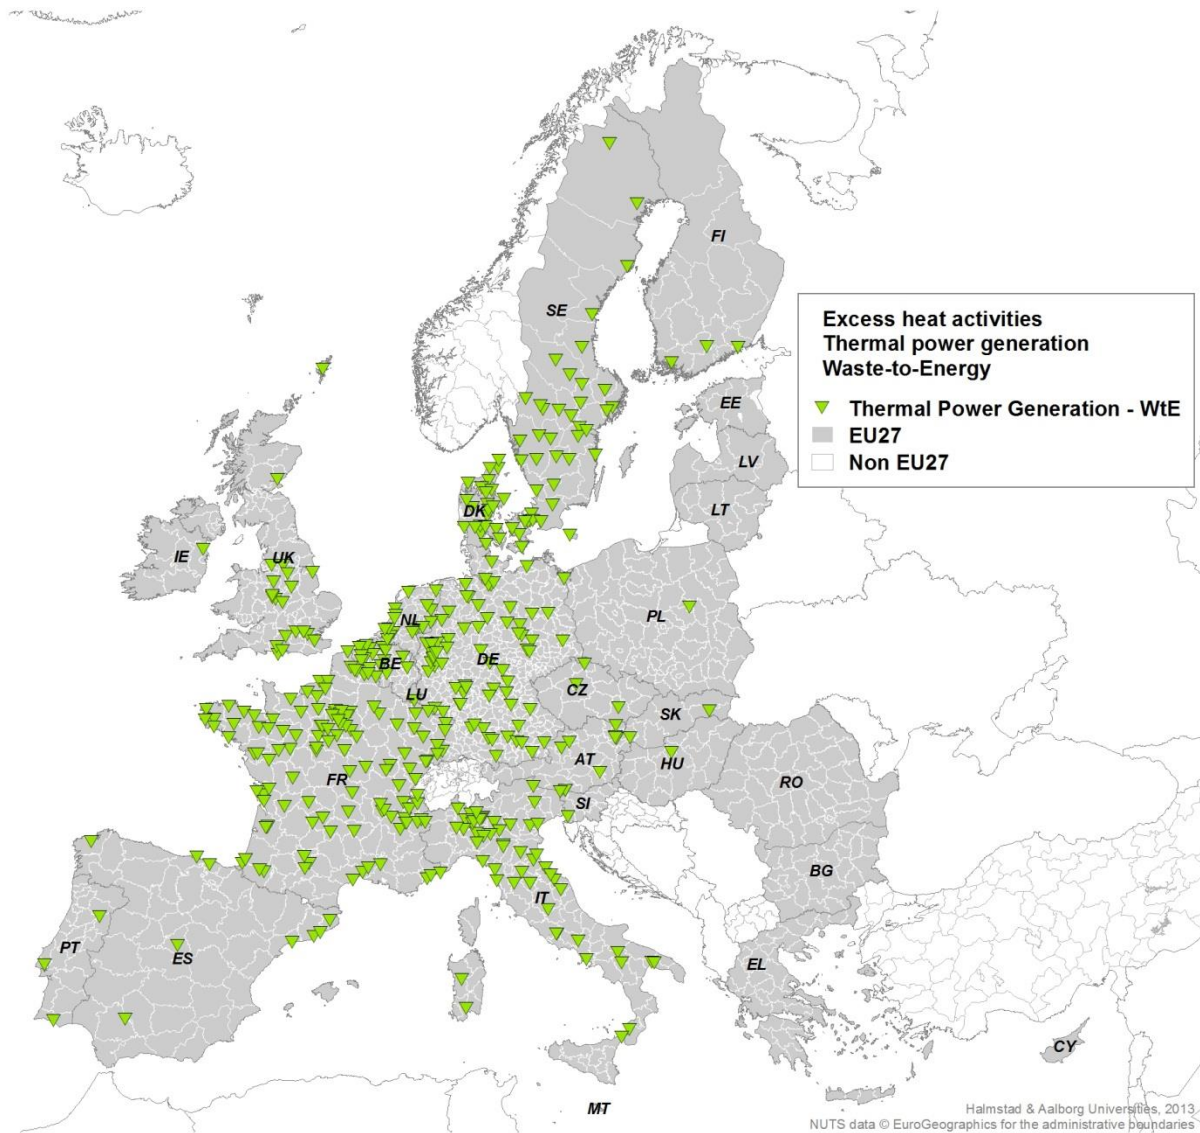 FI
SE
Excess heat activities
Thermal power generation
Waste-to-Energy
Thermal Power Generation - WtE
EU27
Non EU27
EE
LV
LT
DK
IE
UK
NL
PL
BE
DE
LU
CZ
SK
AT
HU
FR
RO
SI
BG
IT
PT
ES
EL
CY
MT
Halmstad & Aalborg Universities, 2013
NUTS data © EuroGeographics for the administrative boundaries